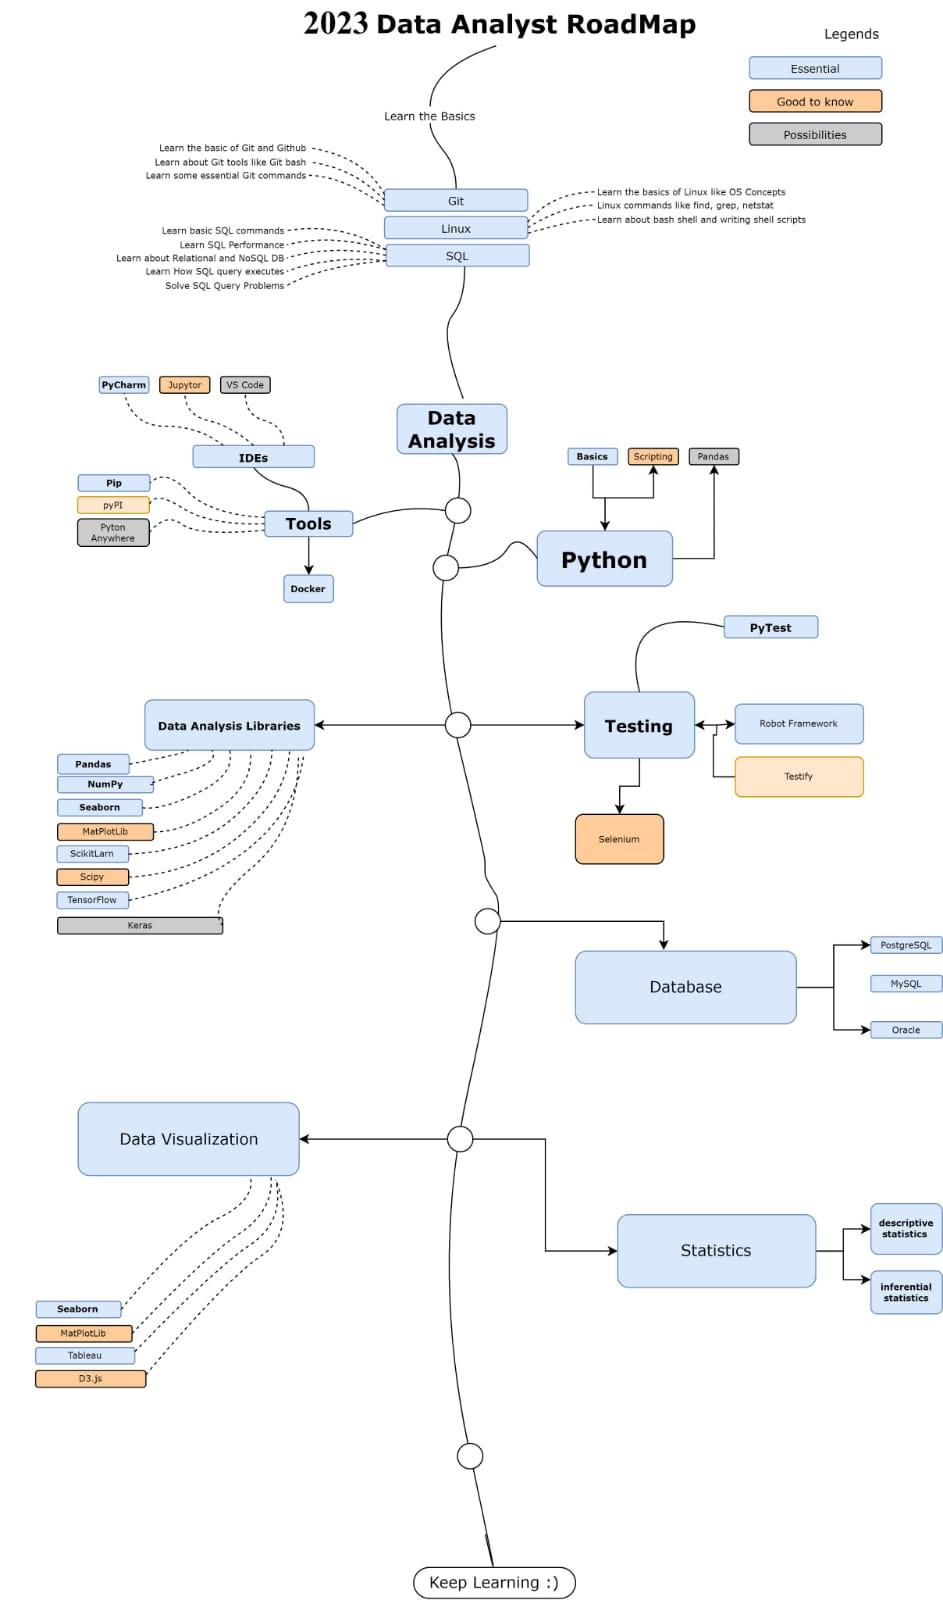 2023 Data Analyst RoadMap
Legends
Essential
Good to know
Possibilities
Learn the Basics
Learn the basic of Git and Github
Learn about Git tools like Git bash
Learn some essential Git commands
Git
Learn the basics of Linux like OS Concepts
Linux commands like find, grep, netstat
Learn about bash shell and writing shell scripts
Linux
Learn basic SQL commands
Learn SQL Performance
Learn about Relational and NoSQL DB
Learn How SQL query executes
Solve SQL Query Problems
SQL
Data
Analysis
PyCharm
Jupytor
VS Code
IDEs
Pip
pyPI
Pyton
Anywhere
Tools
Docker
Basics
Scripting
Pandas
Python
PyTest
Testing
Robot Framework
Testify
Selenium
Data Analysis Libraries
Pandas
NumPy
Seaborn
MatPlotLib
ScikitLarn
Scipy
TensorFlow
Keras
Database
PostgreSQL
MySQL
Oracle
Data Visualization
Statistics
descriptive
statistics
inferential
statistics
Seaborn
MatPlotLib
Tableau
D3.js
Keep Learning :)